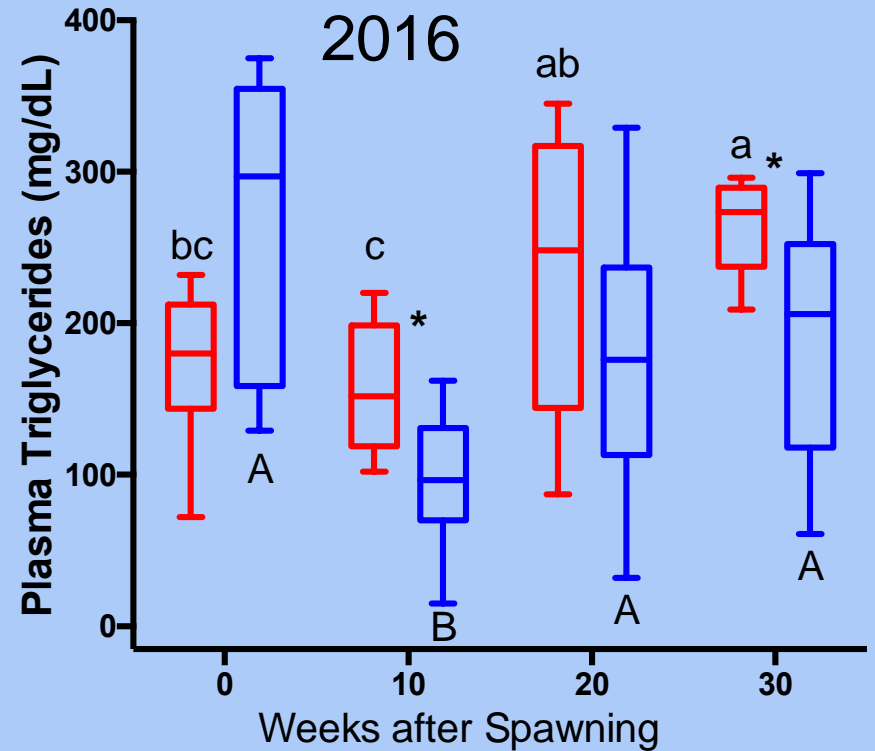 2016
Plasma Triglycerides (mg/dL)
400
300
200
100
0
bc
A
c
*
B
ab
A
a *
A
0 10 20 30
Weeks after Spawning